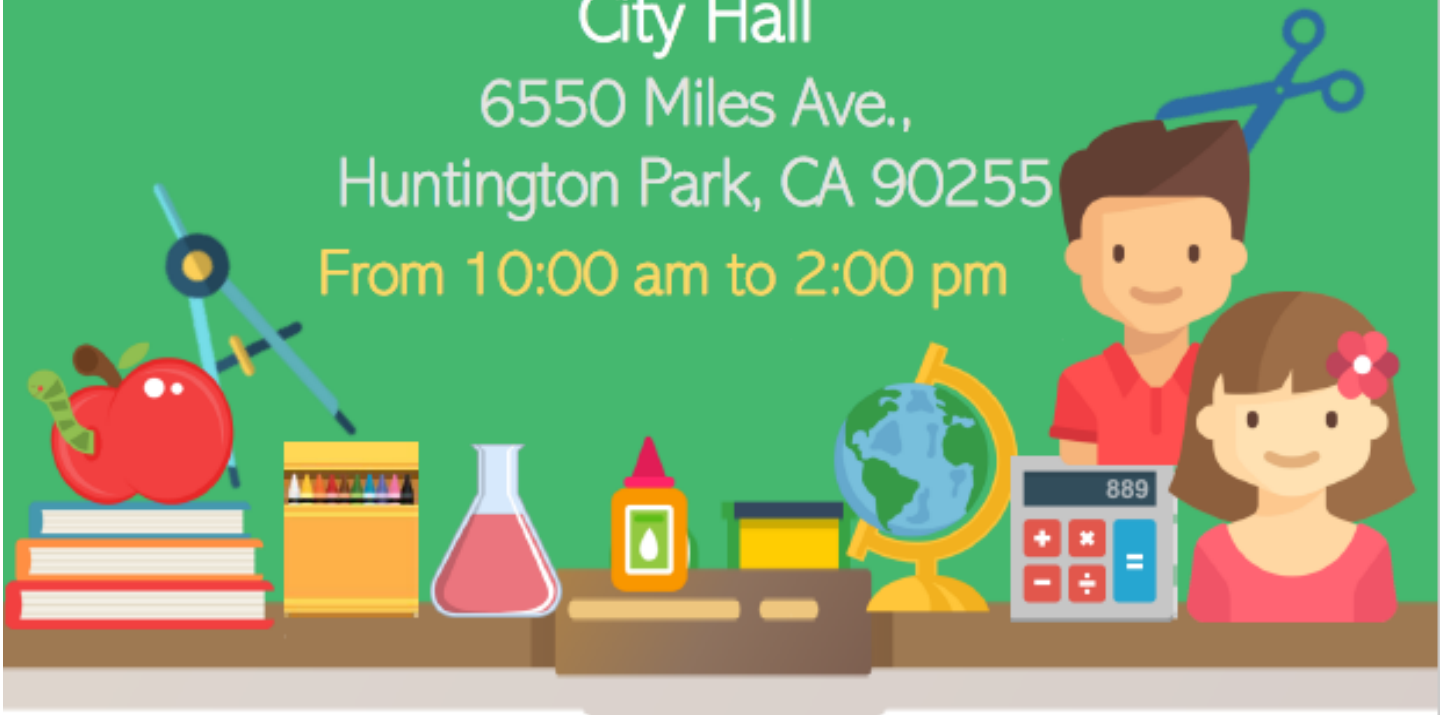 City Hall
6550 Miles Ave.,
Huntington Park, CA 90255
From 10:00 am to 2:00 pm
889
+ ×
=
- ÷